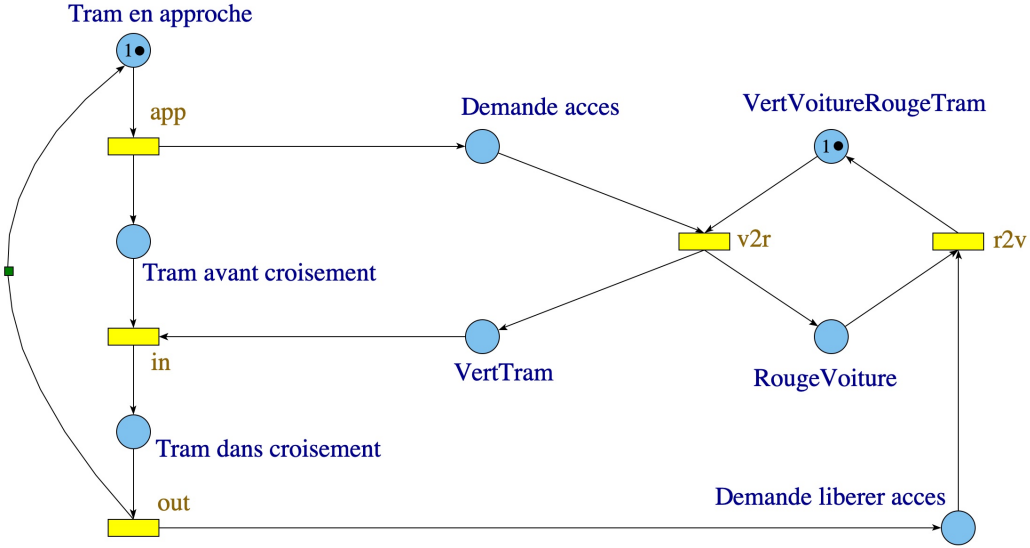 Tram en approche
1
app
Demande acces
VertVoitureRougeTram
1
v2r
r2v
Tram avant croisement
in
VertTram
RougeVoiture
Tram dans croisement
out
Demande liberer acces